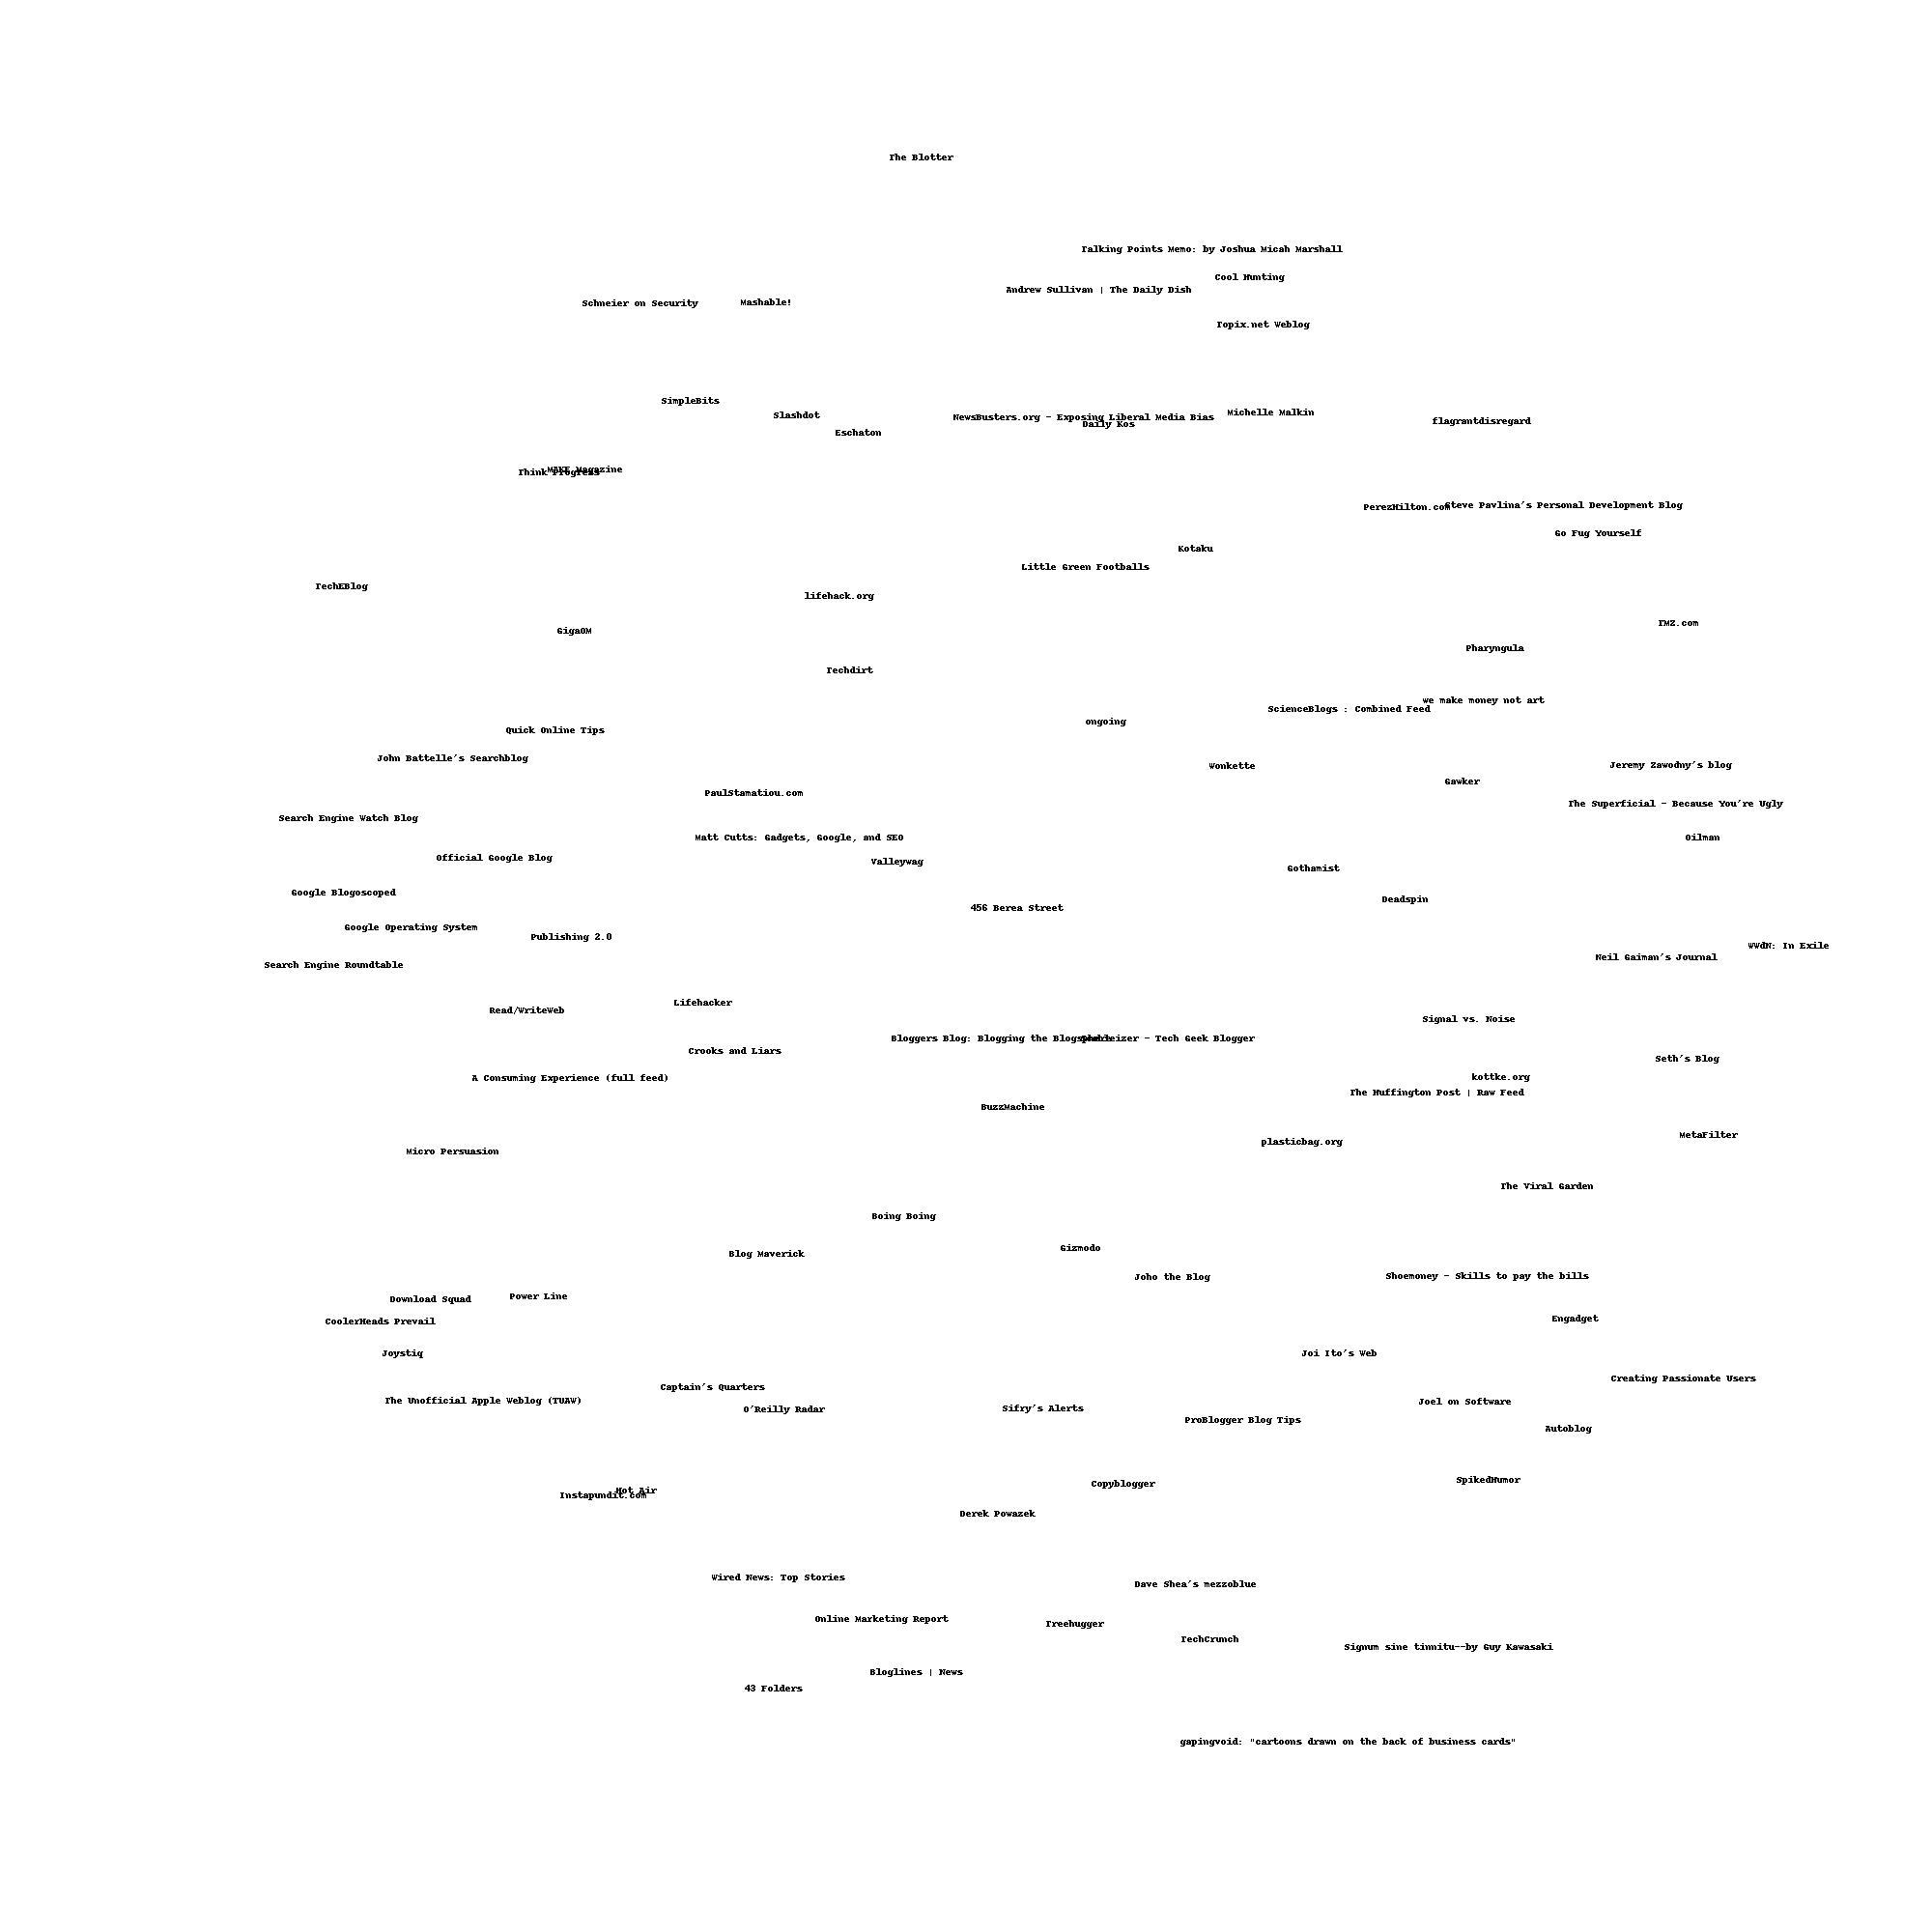 The Blotter
Talking Points Memo: by Joshua Micah Marshall
Cool Hunting
Andrew Sullivan | The Daily Dish
Schneier on Security
Mashable!
Topix.net Weblog
SimpleBits
Slashdot
Michelle Malkin
NewsBusters.org - Exposing Liberal Media Bias
flagrantdisregard
Daily Kos
Eschaton
MAKE Magazine
Think Progress
PerezHilton.com
Steve Pavlina's Personal Development Blog
Go Fug Yourself
Kotaku
Little Green Footballs
TechEBlog
lifehack.org
TMZ.com
GigaOM
Pharyngula
Techdirt
we make money not art
ScienceBlogs : Combined Feed
ongoing
Quick Online Tips
John Battelle's Searchblog
Wonkette
Jeremy Zawodny's blog
Gawker
PaulStamatiou.com
The Superficial - Because You're Ugly
Search Engine Watch Blog
Matt Cutts: Gadgets, Google, and SEO
Oilman
Official Google Blog
Valleywag
Gothamist
Google Blogoscoped
Deadspin
456 Berea Street
Google Operating System
Publishing 2.0
WWdN: In Exile
Neil Gaiman's Journal
Search Engine Roundtable
Lifehacker
Read/WriteWeb
Signal vs. Noise
Bloggers Blog: Blogging the Blogsphere
Scobleizer - Tech Geek Blogger
Crooks and Liars
Seth's Blog
A Consuming Experience (full feed)
kottke.org
The Huffington Post | Raw Feed
BuzzMachine
MetaFilter
plasticbag.org
Micro Persuasion
The Viral Garden
Boing Boing
Gizmodo
Blog Maverick
Joho the Blog
Shoemoney - Skills to pay the bills
Power Line
Download Squad
Engadget
CoolerHeads Prevail
Joystiq
Joi Ito's Web
Creating Passionate Users
Captain's Quarters
The Unofficial Apple Weblog (TUAW)
Joel on Software
O'Reilly Radar
Sifry's Alerts
ProBlogger Blog Tips
Autoblog
SpikedHumor
Copyblogger
Hot Air
Instapundit.com
Derek Powazek
Wired News: Top Stories
Dave Shea's mezzoblue
Online Marketing Report
Treehugger
TechCrunch
Signum sine tinnitu--by Guy Kawasaki
Bloglines | News
43 Folders
gapingvoid: "cartoons drawn on the back of business cards"